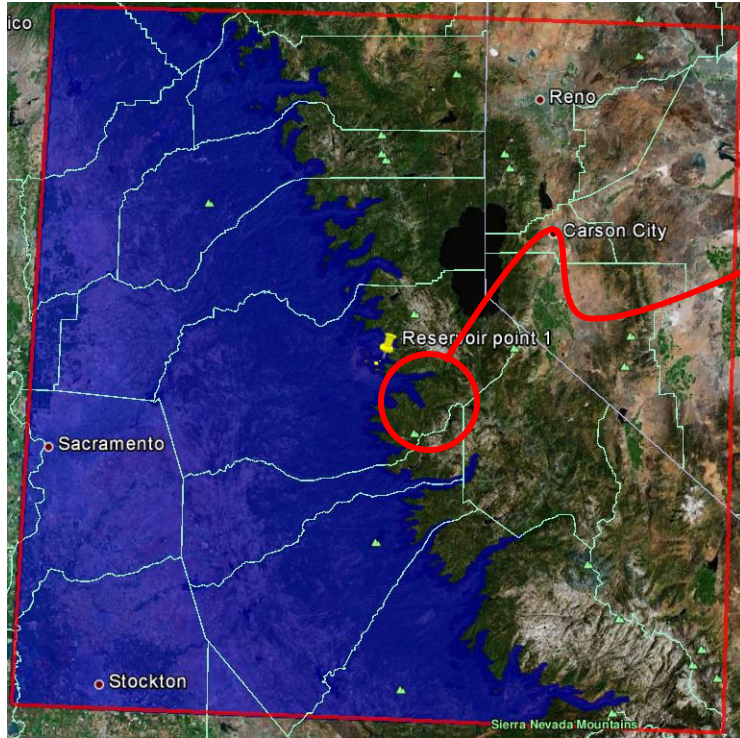 ico
Reno
Carson City
Reservoir point 1
Sacramento
Stockton
Sierra Nevada Mountains